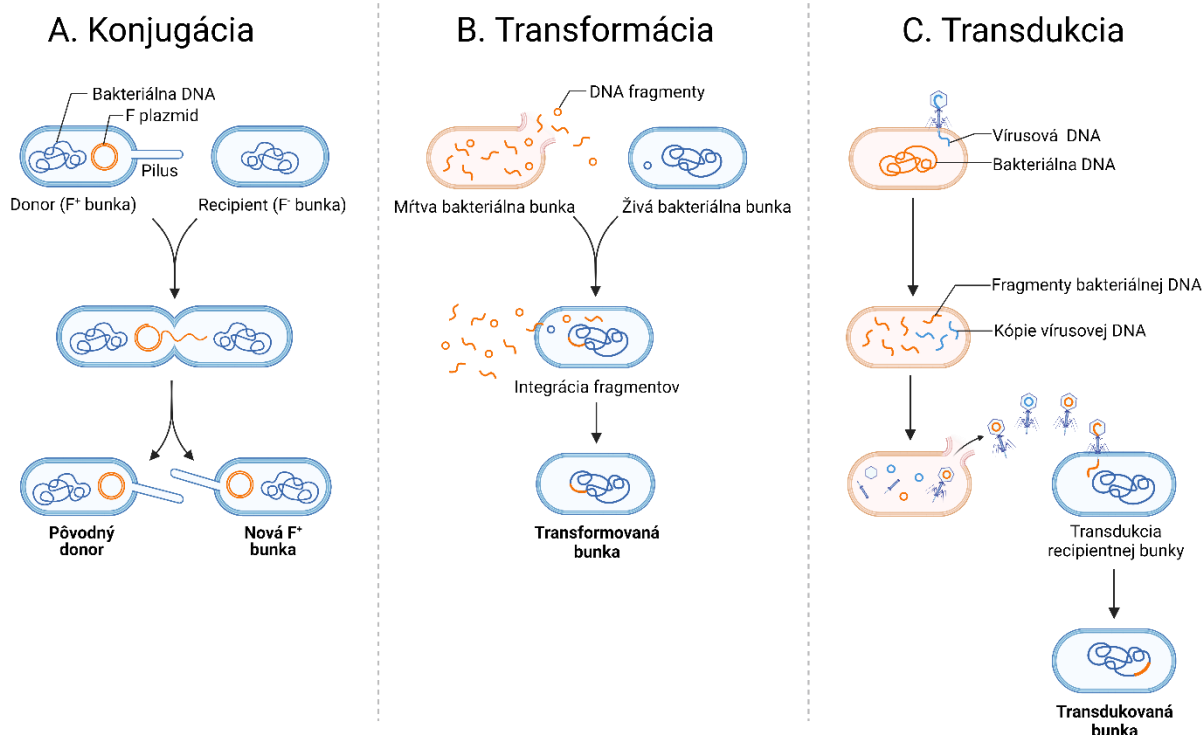 A. Konjugácia
Bakteriálna DNA
F plazmid
Pilus
Donor (F⁺ bunka)
Recipient (F⁻ bunka)
Pôvodný
donor
Nová F⁺
bunka
B. Transformácia
DNA fragmenty
Mŕtva bakteriálna bunka
Živá bakteriálna bunka
Integrácia fragmentov
Transformovaná
bunka
C. Transdukcia
Vírusová DNA
Bakteriálna DNA
Fragmenty bakteriálnej DNA
Kópie vírusovej DNA
Transdukcia
recipientnej bunky
Transdukovaná
bunka